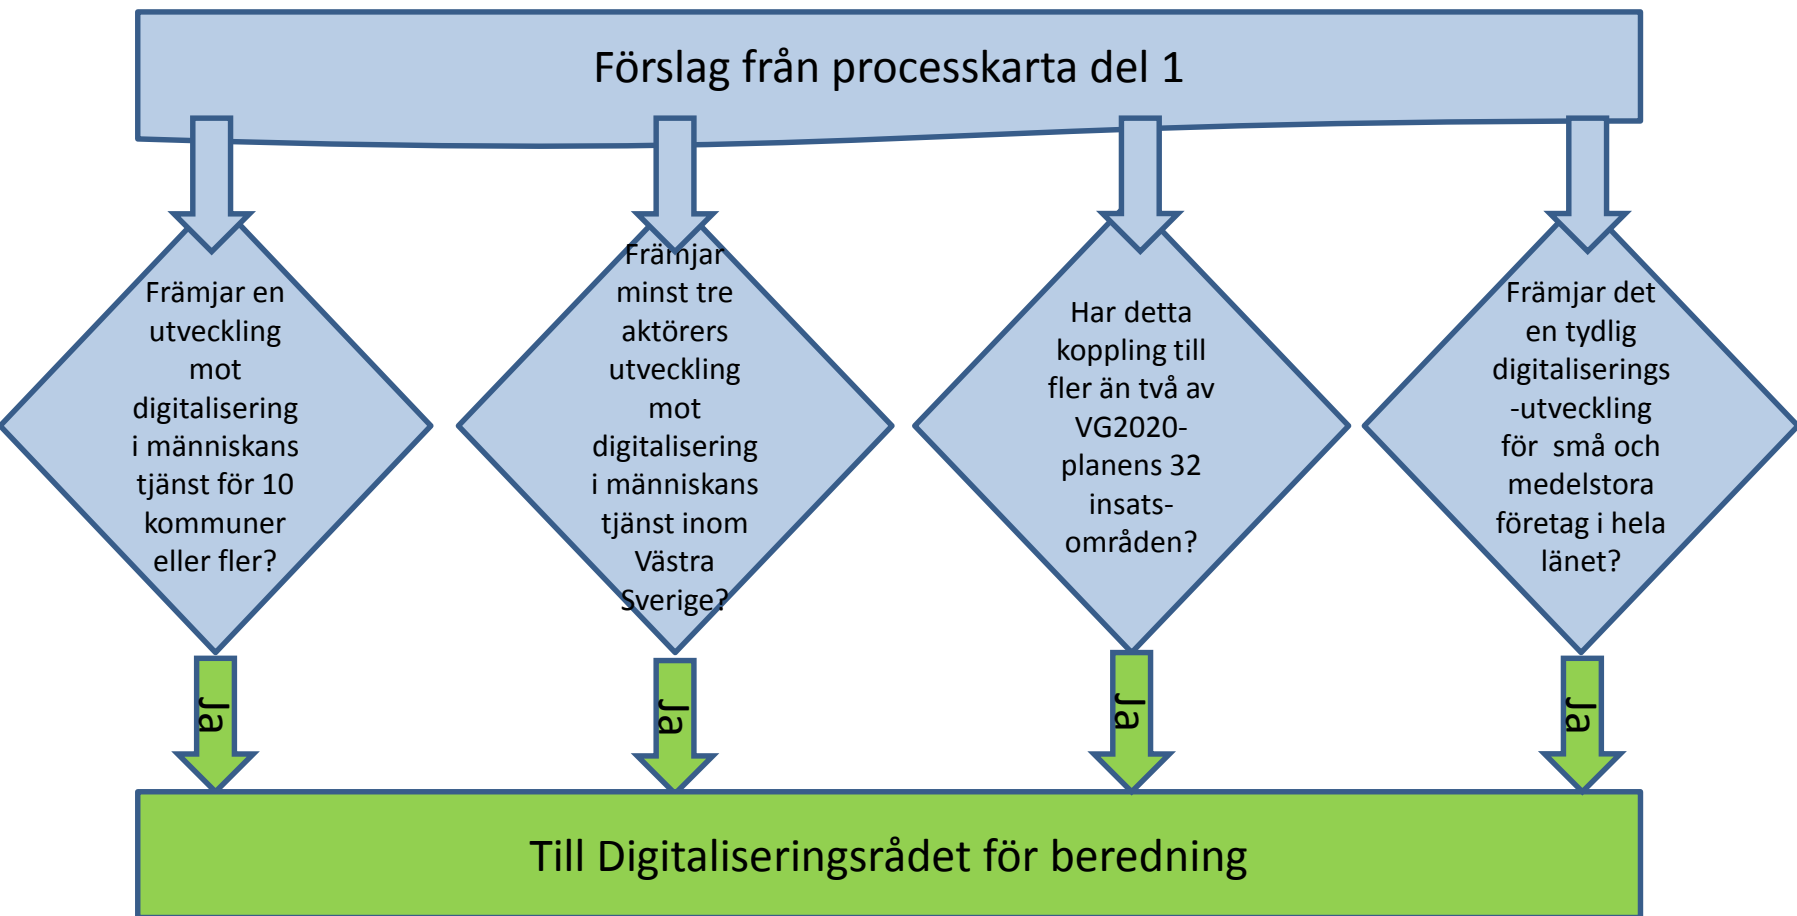 Förslag från processkarta del 1
Främjar en
utveckling
mot
digitalisering
i människans
tjänst för 10
kommuner
eller fler?
Främjar
minst tre
aktörers
utveckling
mot
digitalisering
i människans
tjänst inom
Västra
Sverige?
Har detta
koppling till
fler än två av
VG2020-
planens 32
insats-
områden?
Främjar det
en tydlig
digitaliserings
-utveckling
för  små och
medelstora
företag i hela
länet?
Ja
Ja
Ja
Ja
Till Digitaliseringsrådet för beredning